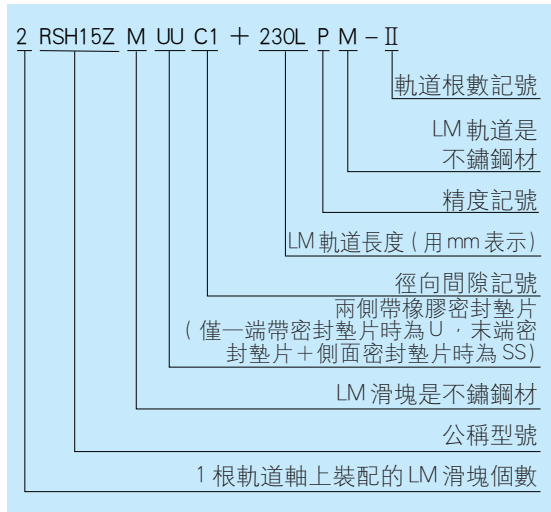 2 RSH15Z M UU C1 + 230L P M - Ⅱ
軌道根數記號
LM 軌道是
不鏽鋼材
精度記號
LM 軌道長度 ( 用 mm 表示)
徑向間隙記號
兩側帶橡膠密封墊片
( 僅一端帶密封墊片時為 U ，末端密
封墊片＋側面密封墊片時為 SS)
LM 滑塊是不鏽鋼材
公稱型號
1 根軌道軸上裝配的 LM 滑塊個數